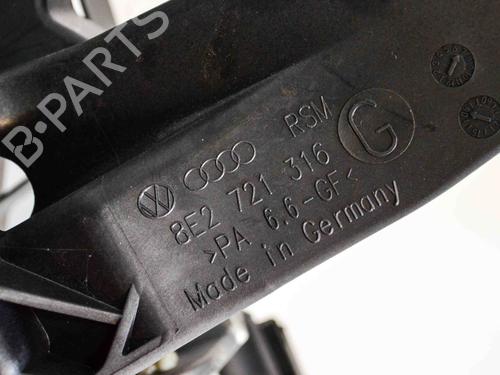 B-PARTS
RSM
G
8E2 721 316
>PA 6.6-GF<
Made in Germany